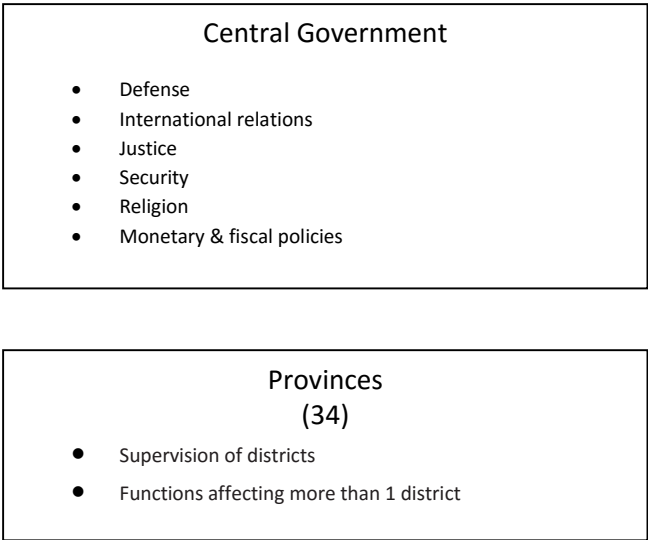 Central Government
• Defense
• International relations
• Justice
• Security
• Religion
• Monetary & fiscal policies
Provinces
(34)
• Supervision of districts
• Functions affecting more than 1 district